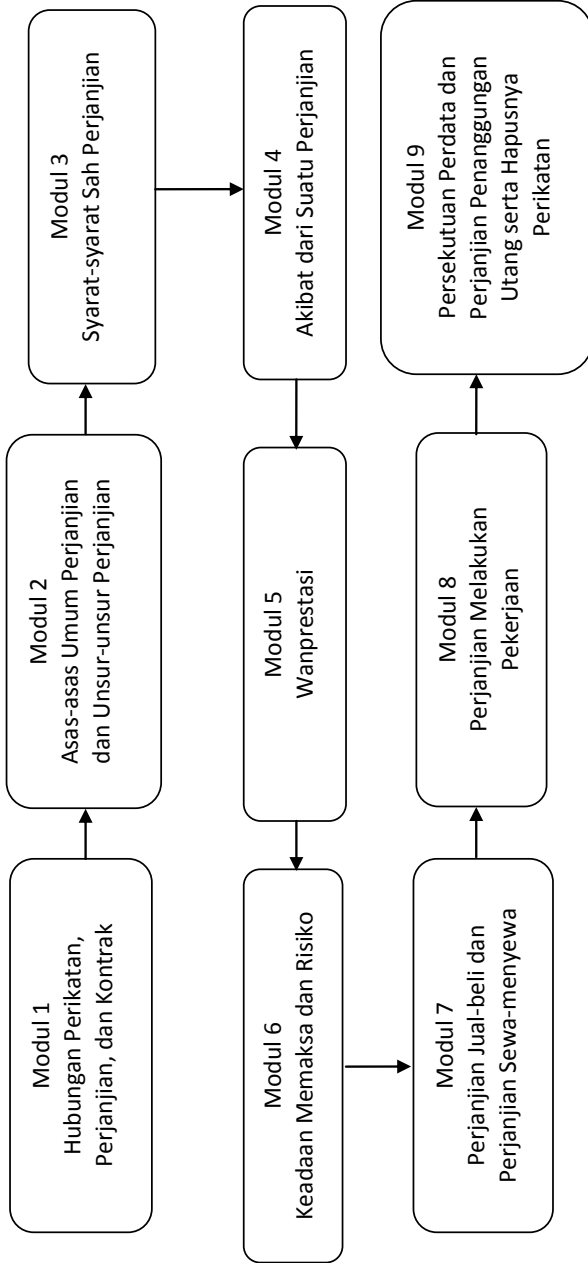 Modul 1
Hubungan Perikatan,
Perjanjian, dan Kontrak
Modul 2
Asas-asas Umum Perjanjian
dan Unsur-unsur Perjanjian
Modul 3
Syarat-syarat Sah Perjanjian
Modul 4
Akibat dari Suatu Perjanjian
Modul 5
Wanprestasi
Modul 6
Keadaan Memaksa dan Risiko
Modul 7
Perjanjian Jual-beli dan
Perjanjian Sewa-menyewa
Modul 8
Perjanjian Melakukan
Pekerjaan
Modul 9
Persekutuan Perdata dan
Perjanjian Penanggungan
Utang serta Hapusnya
Perikatan